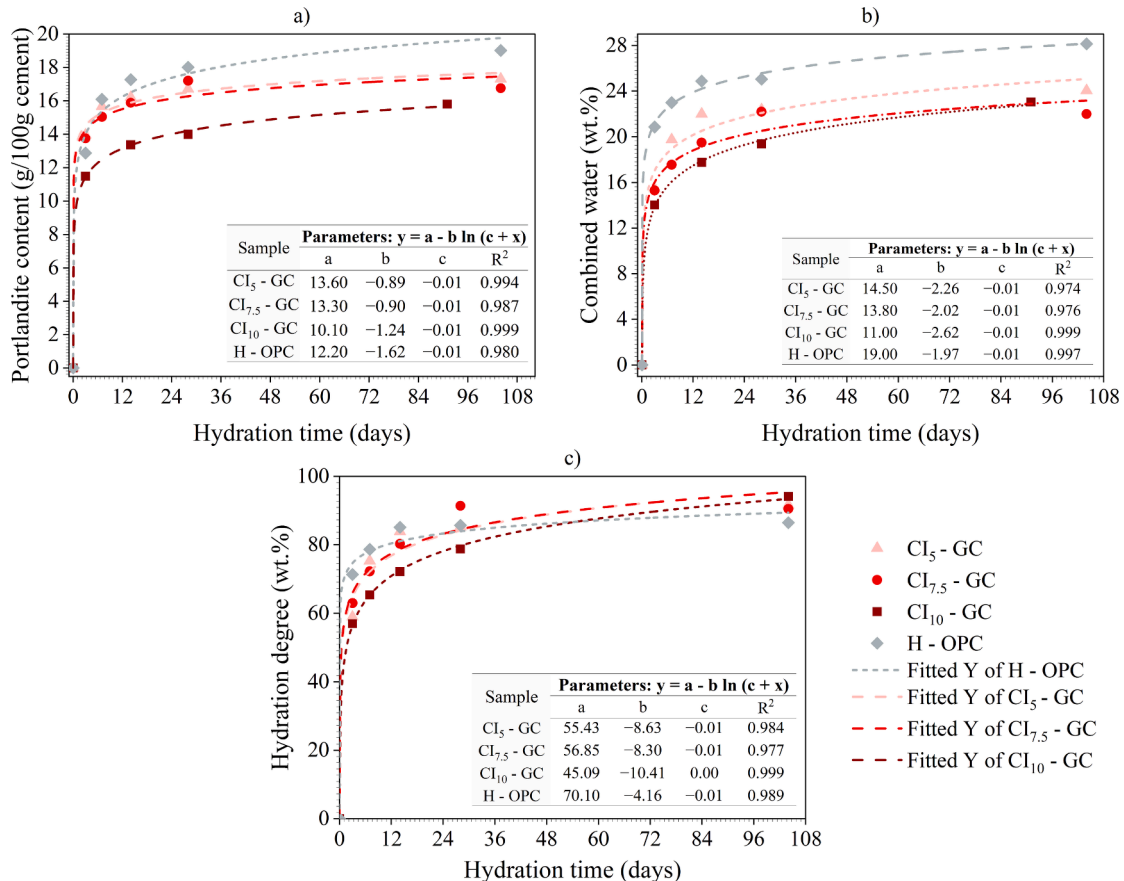 a)
Portlandite content (g/100g cement)
20
18
16
14
12
10
8
6
4
2
0
Sample Parameters: y = a - b ln (c + x)
a b c R²
CI₅ - GC 13.60 −0.89 −0.01 0.994
CI₇.₅ - GC 13.30 −0.90 −0.01 0.987
CI₁₀ - GC 10.10 −1.24 −0.01 0.999
H - OPC 12.20 −1.62 −0.01 0.980
0 12 24 36 48 60 72 84 96 108
Hydration time (days)
b)
Combined water (wt.%)
28
24
20
16
12
8
4
0
Sample Parameters: y = a - b ln (c + x)
a b c R²
CI₅ - GC 14.50 −2.26 −0.01 0.974
CI₇.₅ - GC 13.80 −2.02 −0.01 0.976
CI₁₀ - GC 11.00 −2.62 −0.01 0.999
H - OPC 19.00 −1.97 −0.01 0.997
0 12 24 36 48 60 72 84 96 108
Hydration time (days)
c)
Hydration degree (wt.%)
100
80
60
40
20
0
Sample Parameters: y = a - b ln (c + x)
a b c R²
CI₅ - GC 55.43 −8.63 −0.01 0.984
CI₇.₅ - GC 56.85 −8.30 −0.01 0.977
CI₁₀ - GC 45.09 −10.41 0.00 0.999
H - OPC 70.10 −4.16 −0.01 0.989
0 12 24 36 48 60 72 84 96 108
Hydration time (days)
CI₅ - GC
CI₇.₅ - GC
CI₁₀ - GC
H - OPC
Fitted Y of H - OPC
Fitted Y of CI₅ - GC
Fitted Y of CI₇.₅ - GC
Fitted Y of CI₁₀ - GC